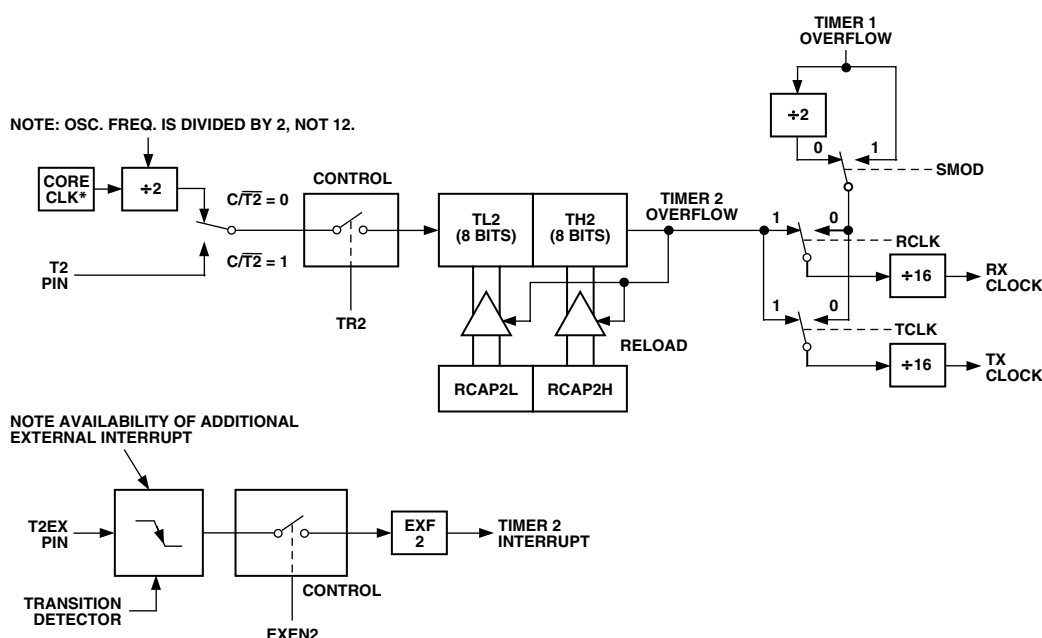 TIMER 1
OVERFLOW
÷2
NOTE: OSC. FREQ. IS DIVIDED BY 2, NOT 12.
0
1
SMOD
CORE
CLK*
÷2
C/T2 = 0
CONTROL
TL2
(8 BITS)
TH2
(8 BITS)
TIMER 2
OVERFLOW
1
0
RCLK
T2
PIN
C/T2 = 1
÷16
RX
CLOCK
TR2
1
0
TCLK
RELOAD
RCAP2L
RCAP2H
÷16
TX
CLOCK
NOTE AVAILABILITY OF ADDITIONAL
EXTERNAL INTERRUPT
T2EX
PIN
EXF
2
TIMER 2
INTERRUPT
CONTROL
TRANSITION
DETECTOR
EXEN2